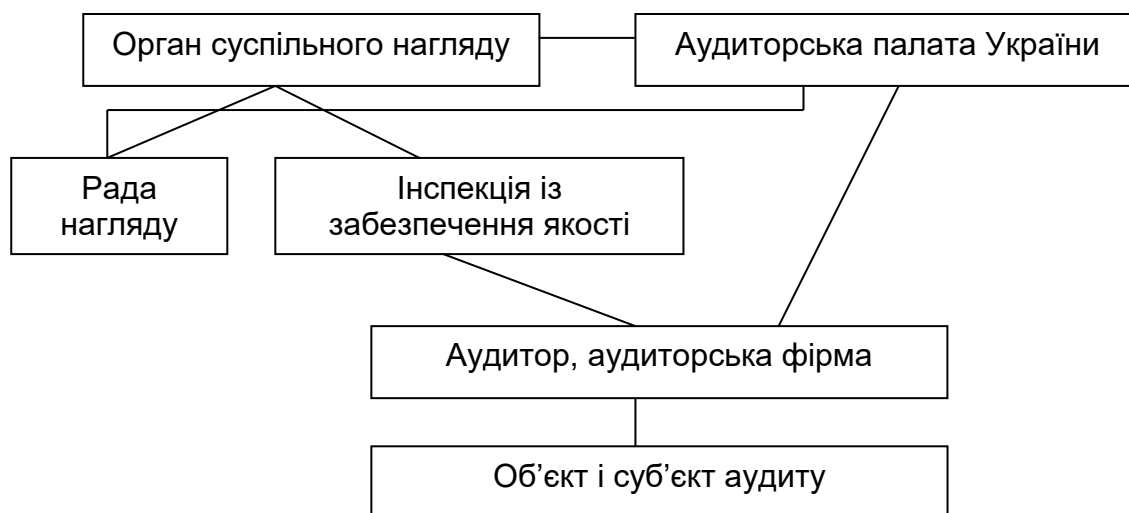 Орган суспільного нагляду
Аудиторська палата України
Рада
нагляду
Інспекція із
забезпечення якості
Аудитор, аудиторська фірма
Об’єкт і суб’єкт аудиту